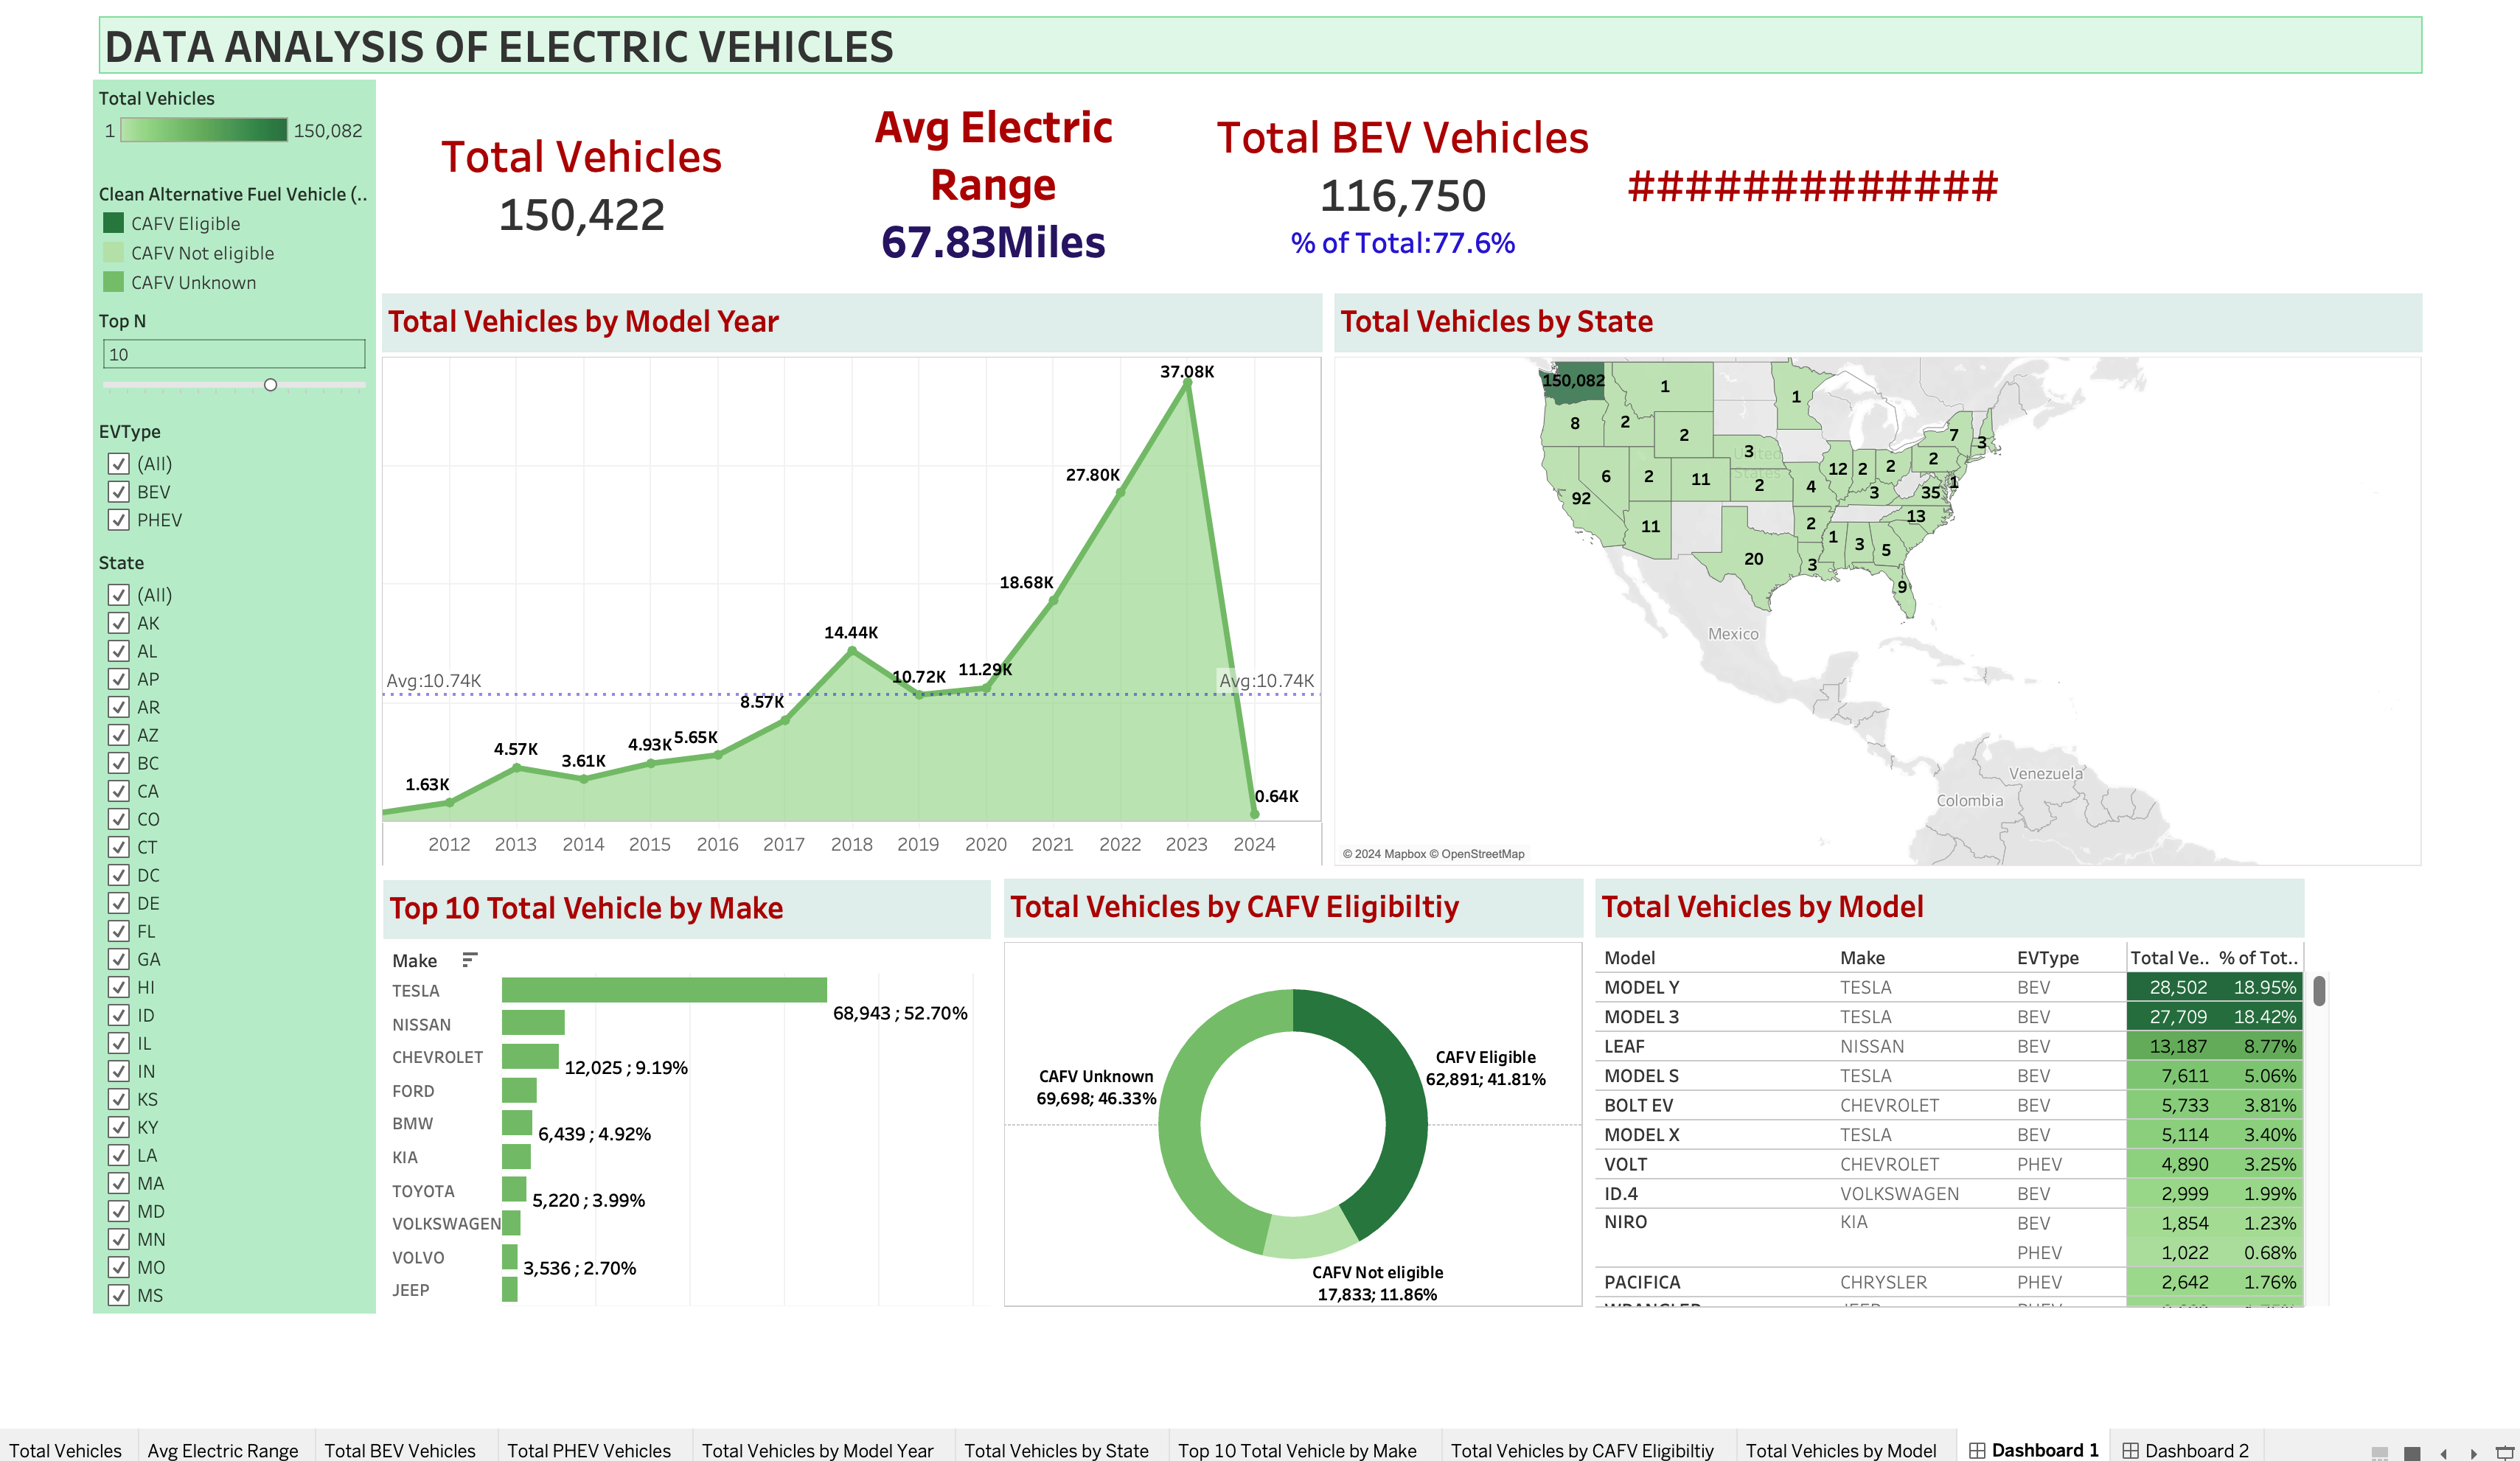 DATA ANALYSIS OF ELECTRIC VEHICLES
Total Vehicles
1 150,082
Clean Alternative Fuel Vehicle (..
CAFV Eligible
CAFV Not eligible
CAFV Unknown
Top N
10
EVType
(All)
BEV
PHEV
State
(All)
AK
AL
AP
AR
AZ
BC
CA
CO
CT
DC
DE
FL
GA
HI
ID
IL
IN
KS
KY
LA
MA
MD
MN
MO
MS
Total Vehicles
150,422
Avg Electric
Range
67.83Miles
Total BEV Vehicles
116,750
% of Total:77.6%
#############
Total Vehicles by Model Year
37.08K
27.80K
18.68K
14.44K
10.72K
11.29K
Avg:10.74K
Avg:10.74K
8.57K
4.57K
3.61K
4.93K
5.65K
1.63K
0.64K
2012 2013 2014 2015 2016 2017 2018 2019 2020 2021 2022 2023 2024
Total Vehicles by State
150,082 1 1
8 2 2 7 3
3 2
United
States
6 2 11 2 4 12 2 2 1
92 3 35
11 2 13
20 1 3 5
3 9
Mexico
Venezuela
Colombia
© 2024 Mapbox © OpenStreetMap
Top 10 Total Vehicle by Make
Make
TESLA
68,943 ; 52.70%
NISSAN
CHEVROLET
12,025 ; 9.19%
FORD
BMW
6,439 ; 4.92%
KIA
TOYOTA
5,220 ; 3.99%
VOLKSWAGEN
VOLVO
3,536 ; 2.70%
JEEP
Total Vehicles by CAFV Eligibiltiy
CAFV Eligible
62,891; 41.81%
CAFV Unknown
69,698; 46.33%
CAFV Not eligible
17,833; 11.86%
Total Vehicles by Model
Model Make EVType Total Ve.. % of Tot..
MODEL Y TESLA BEV 28,502 18.95%
MODEL 3 TESLA BEV 27,709 18.42%
LEAF NISSAN BEV 13,187 8.77%
MODEL S TESLA BEV 7,611 5.06%
BOLT EV CHEVROLET BEV 5,733 3.81%
MODEL X TESLA BEV 5,114 3.40%
VOLT CHEVROLET PHEV 4,890 3.25%
ID.4 VOLKSWAGEN BEV 2,999 1.99%
NIRO KIA BEV 1,854 1.23%
PHEV 1,022 0.68%
PACIFICA CHRYSLER PHEV 2,642 1.76%
WRANGLER JEEP PHEV
Total Vehicles Avg Electric Range Total BEV Vehicles Total PHEV Vehicles Total Vehicles by Model Year Total Vehicles by State Top 10 Total Vehicle by Make Total Vehicles by CAFV Eligibiltiy Total Vehicles by Model Dashboard 1 Dashboard 2